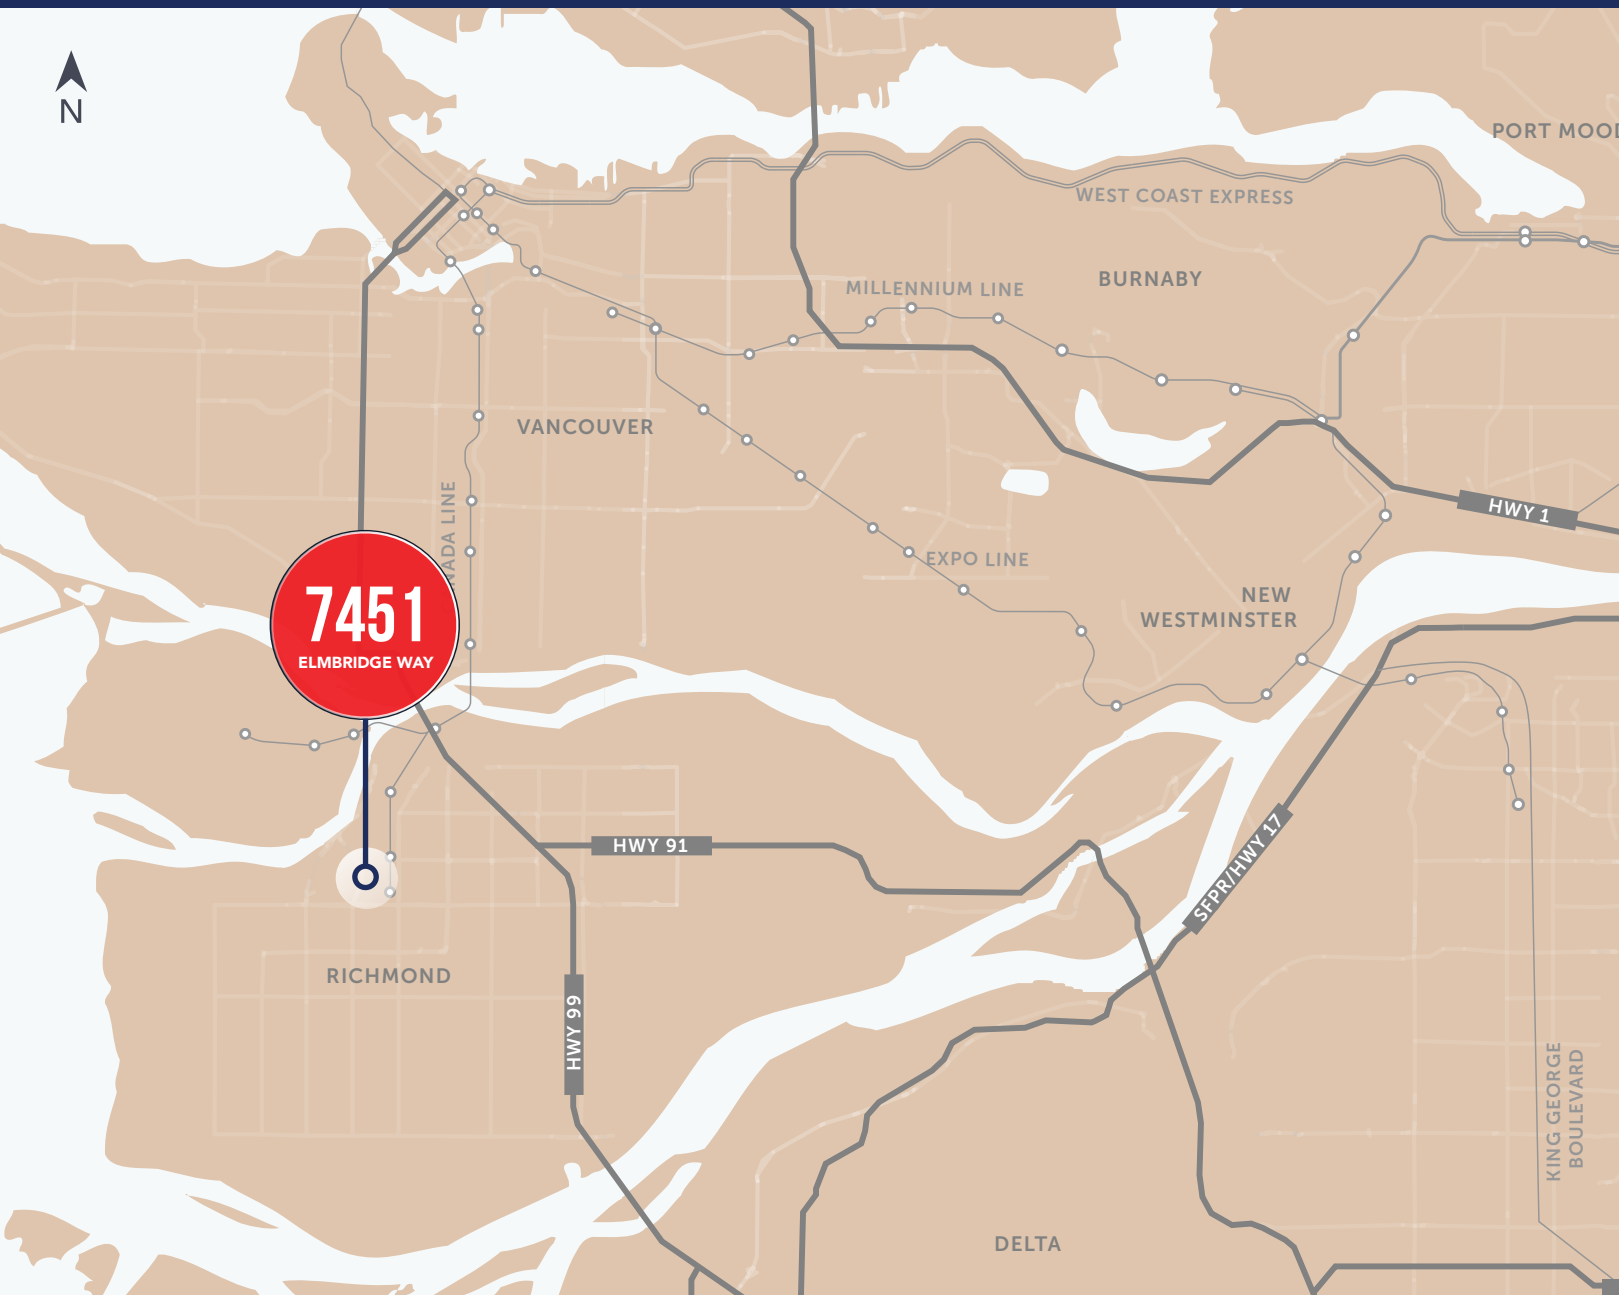 N
PORT MOOD
WEST COAST EXPRESS
BURNABY
MILLENNIUM LINE
VANCOUVER
HWY 1
NADA LINE
EXPO LINE
NEW
WESTMINSTER
7451
ELMBRIDGE WAY
HWY 91
SFPR/HWY 17
RICHMOND
HWY 99
KING GEORGE
BOULEVARD
DELTA